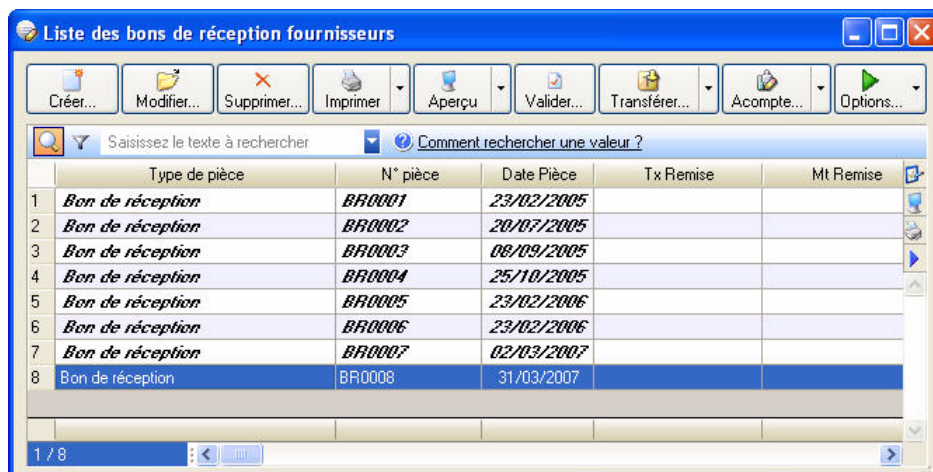 Liste des bons de réception fournisseurs
Créer... Modifier... Supprimer... Imprimer Aperçu Valider... Transférer... Acompte... Options...
Saisissez le texte à rechercher Comment rechercher une valeur ?
Type de pièce N° pièce Date Pièce Tx Remise Mt Remise
1 Bon de réception BR0001 23/02/2005
2 Bon de réception BR0002 20/07/2005
3 Bon de réception BR0003 08/09/2005
4 Bon de réception BR0004 25/10/2005
5 Bon de réception BR0005 23/02/2006
6 Bon de réception BR0006 23/02/2006
7 Bon de réception BR0007 02/03/2007
8 Bon de réception BR0008 31/03/2007
1 / 8